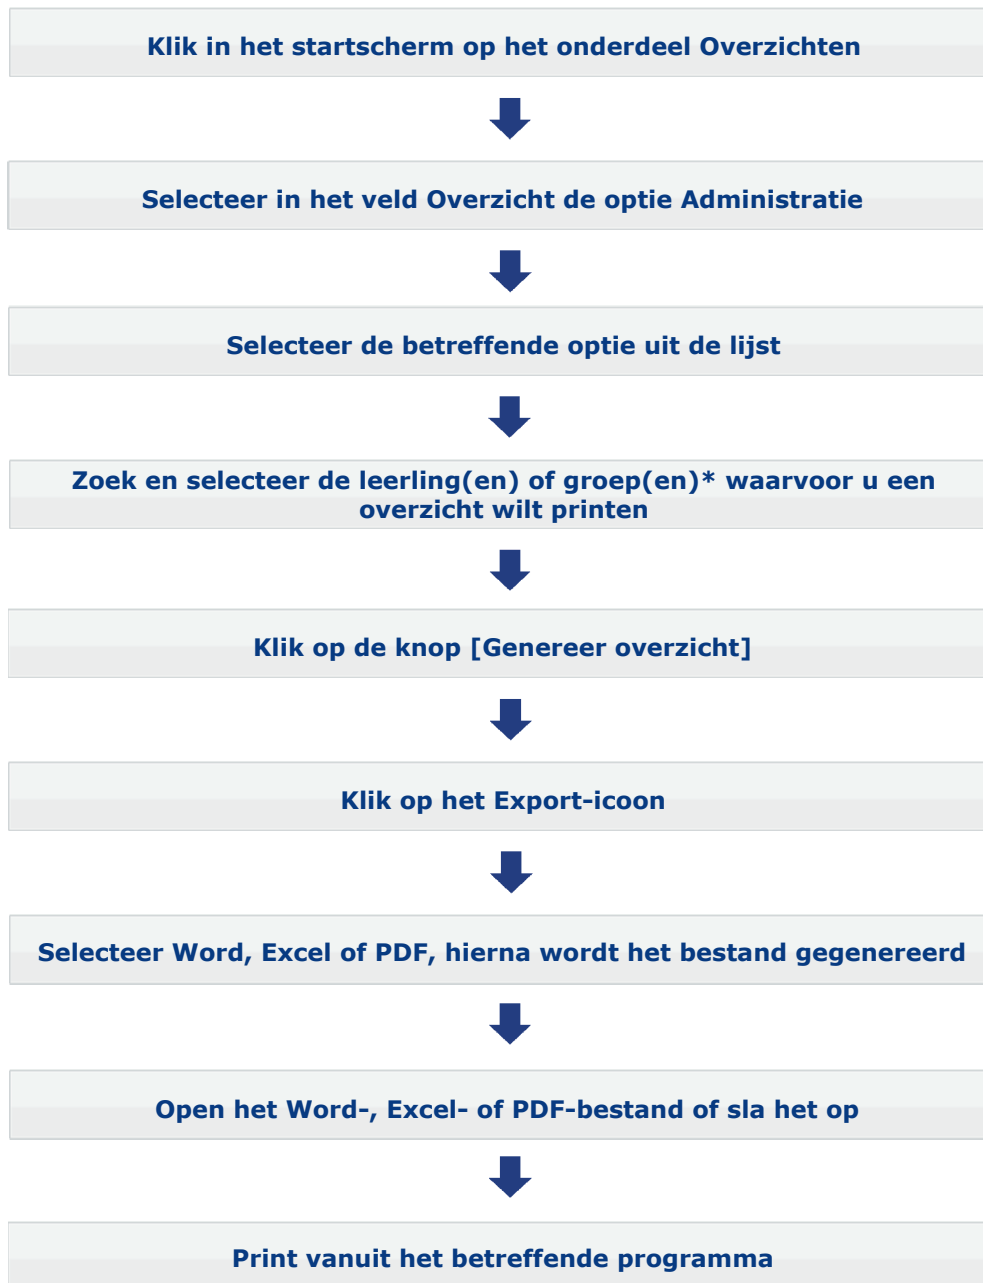 Klik in het startscherm op het onderdeel Overzichten
Selecteer in het veld Overzicht de optie Administratie
Selecteer de betreffende optie uit de lijst
Zoek en selecteer de leerling(en) of groep(en)* waarvoor u een
overzicht wilt printen
Klik op de knop [Genereer overzicht]
Klik op het Export-icoon
Selecteer Word, Excel of PDF, hierna wordt het bestand gegenereerd
Open het Word-, Excel- of PDF-bestand of sla het op
Print vanuit het betreffende programma